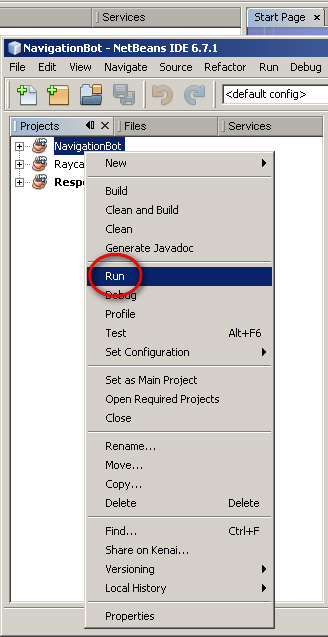 Services
Start Page
NavigationBot - NetBeans IDE 6.7.1
File Edit View Navigate Source Refactor Run Debug
<default config>
Projects Files Services
NavigationBot
Rayca
Respo
New
Build
Clean and Build
Clean
Generate Javadoc
Run
Debug
Profile
Test Alt+F6
Set Configuration
Set as Main Project
Open Required Projects
Close
Rename...
Move...
Copy...
Delete Delete
Find... Ctrl+F
Share on Kenai...
Versioning
Local History
Properties